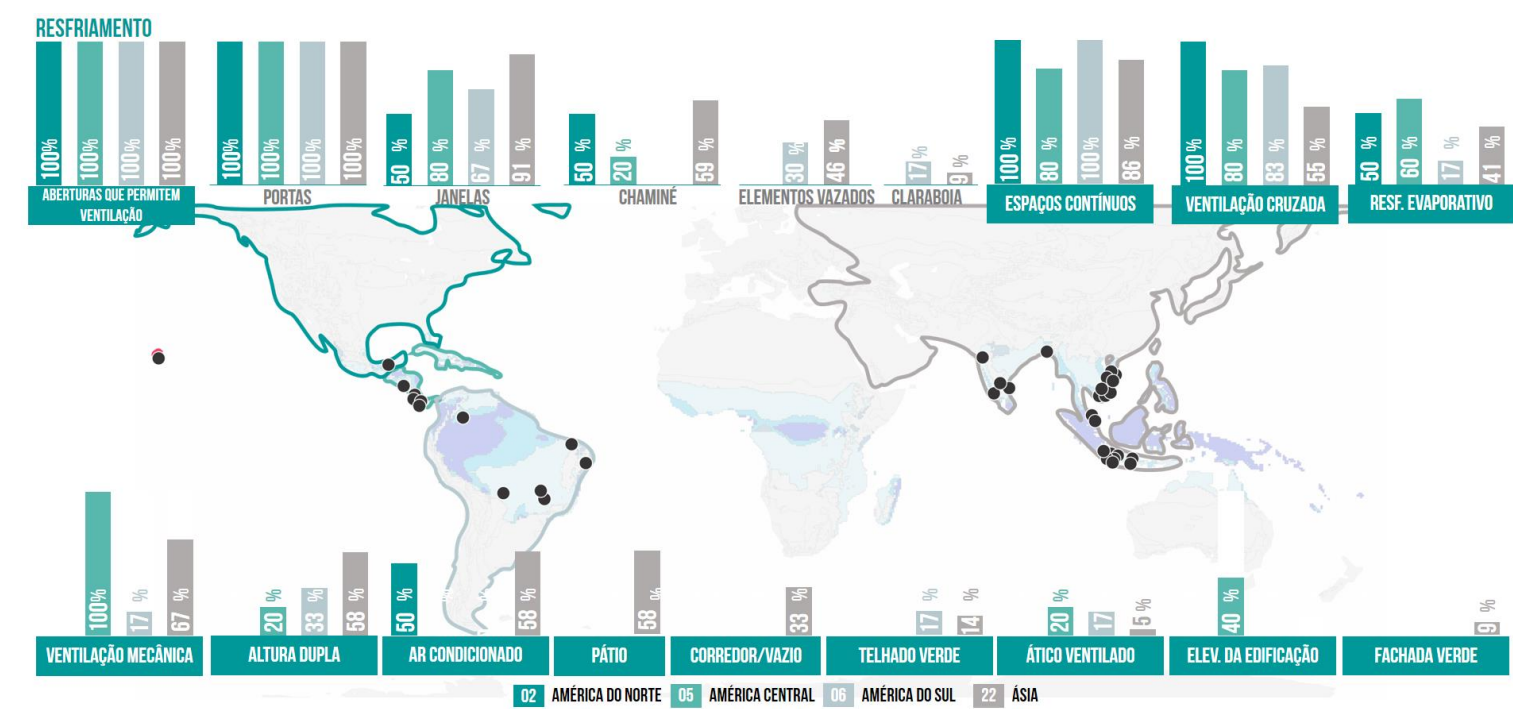 RESFRIAMENTO
100% 100% 100% 100%
100% 100% 100% 100%
50 % 80 % 67 % 91 %
50 % 20 % 59 %
30 % 46 %
17 % 9 %
100 % 80 % 100 % 86 %
100 % 80 % 83 % 55 %
50 % 60 % 17 % 41 %
ABERTURAS QUE PERMITEM
VENTILAÇÃO
PORTAS
JANELAS
CHAMINÉ
ELEMENTOS VAZADOS
CLARABOIA
ESPAÇOS CONTÍNUOS
VENTILAÇÃO CRUZADA
RESF. EVAPORATIVO
100% 17 % 67 %
20 % 33 % 58 %
50 % 58 %
58 %
33 %
17 % 14 %
20 % 17 % 5 %
40 %
9 %
VENTILAÇÃO MECÂNICA
ALTURA DUPLA
AR CONDICIONADO
PÁTIO
CORREDOR/VAZIO
TELHADO VERDE
ÁTICO VENTILADO
ELEV. DA EDIFICAÇÃO
FACHADA VERDE
02 AMÉRICA DO NORTE 05 AMÉRICA CENTRAL 06 AMÉRICA DO SUL 22 ÁSIA